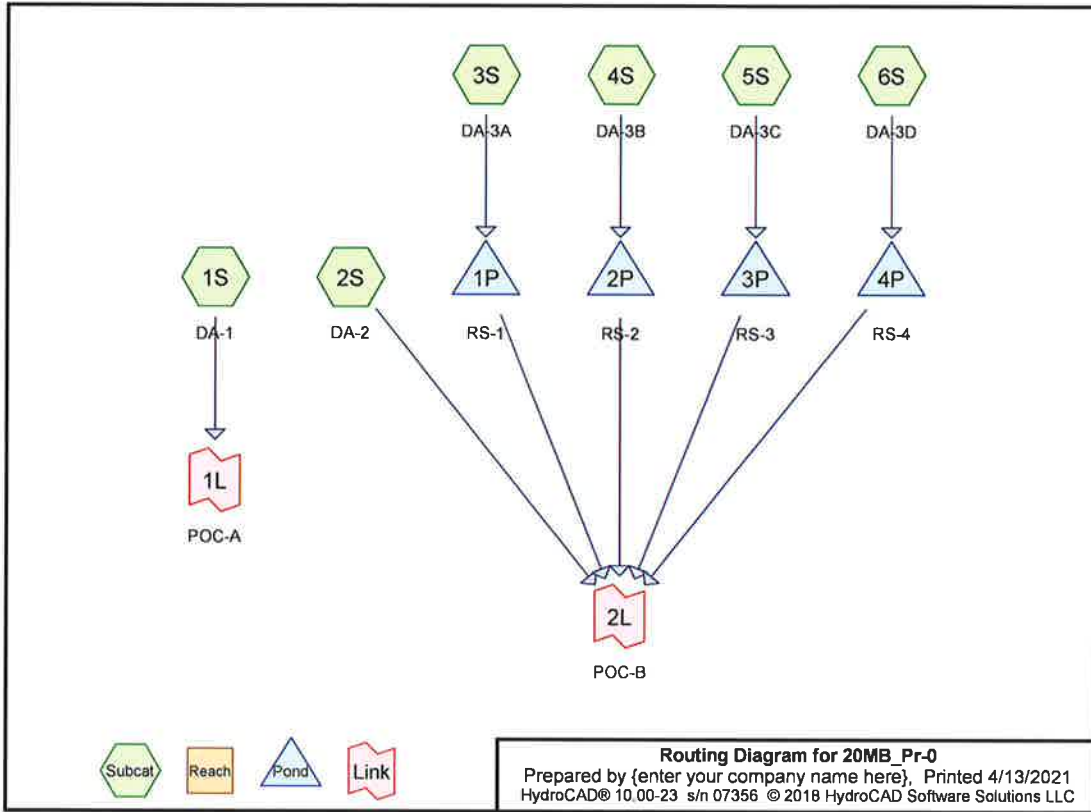 3S 4S 5S 6S
DA-3A DA-3B DA-3C DA-3D
1S 2S 1P 2P 3P 4P
DA-1 DA-2 RS-1 RS-2 RS-3 RS-4
1L
POC-A
2L
POC-B
Subcat Reach Pond Link
Routing Diagram for 20MB_Pr-0
Prepared by {enter your company name here}, Printed 4/13/2021
HydroCAD® 10.00-23 s/n 07356 © 2018 HydroCAD Software Solutions LLC